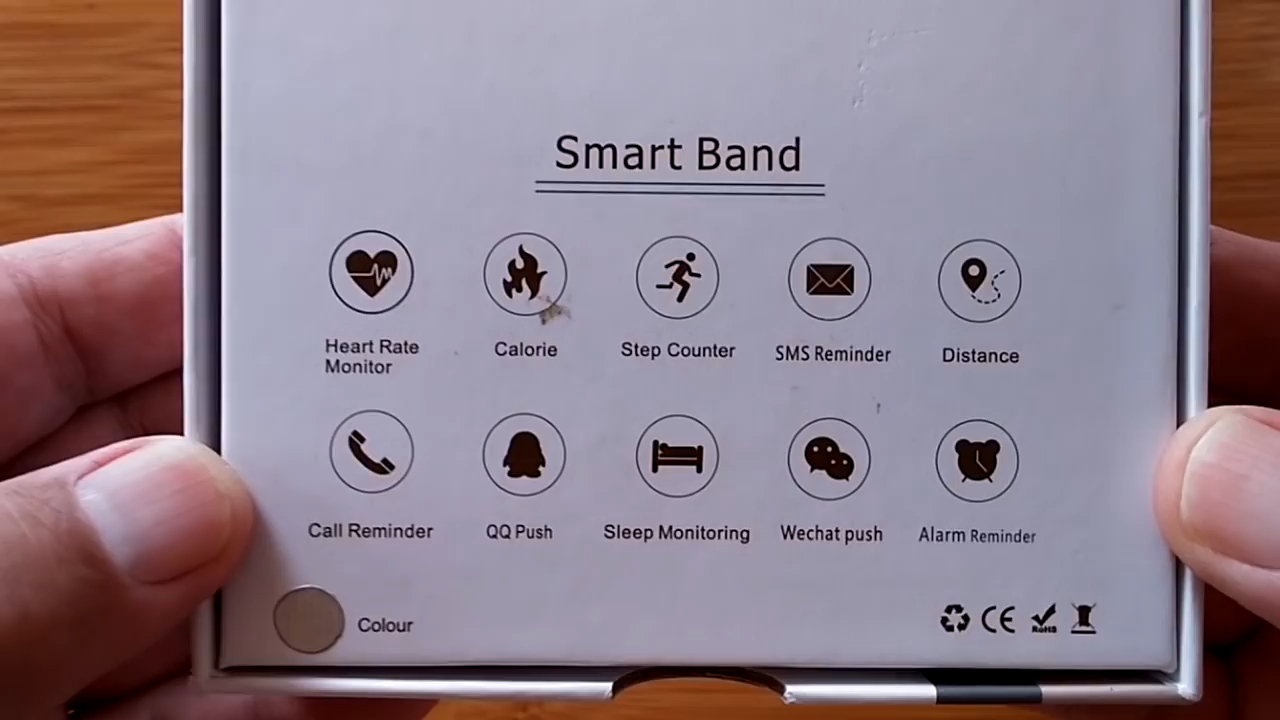 Smart Band
Heart Rate
Monitor
Calorie
Step Counter
SMS Reminder
Distance
Call Reminder
QQ Push
Sleep Monitoring
Wechat push
Alarm Reminder
Colour
CE
RoHS